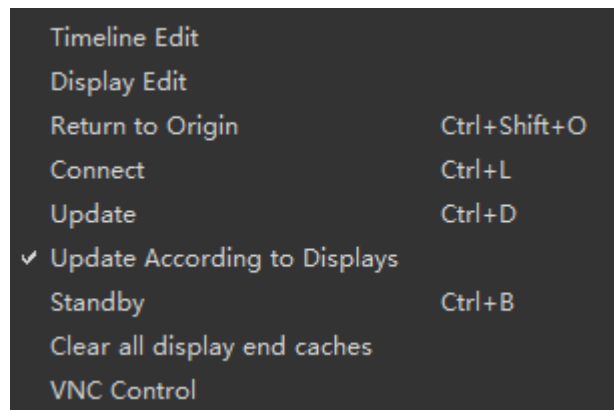 Timeline Edit
Display Edit
Return to Origin Ctrl+Shift+O
Connect Ctrl+L
Update Ctrl+D
Update According to Displays
Standby Ctrl+B
Clear all display end caches
VNC Control